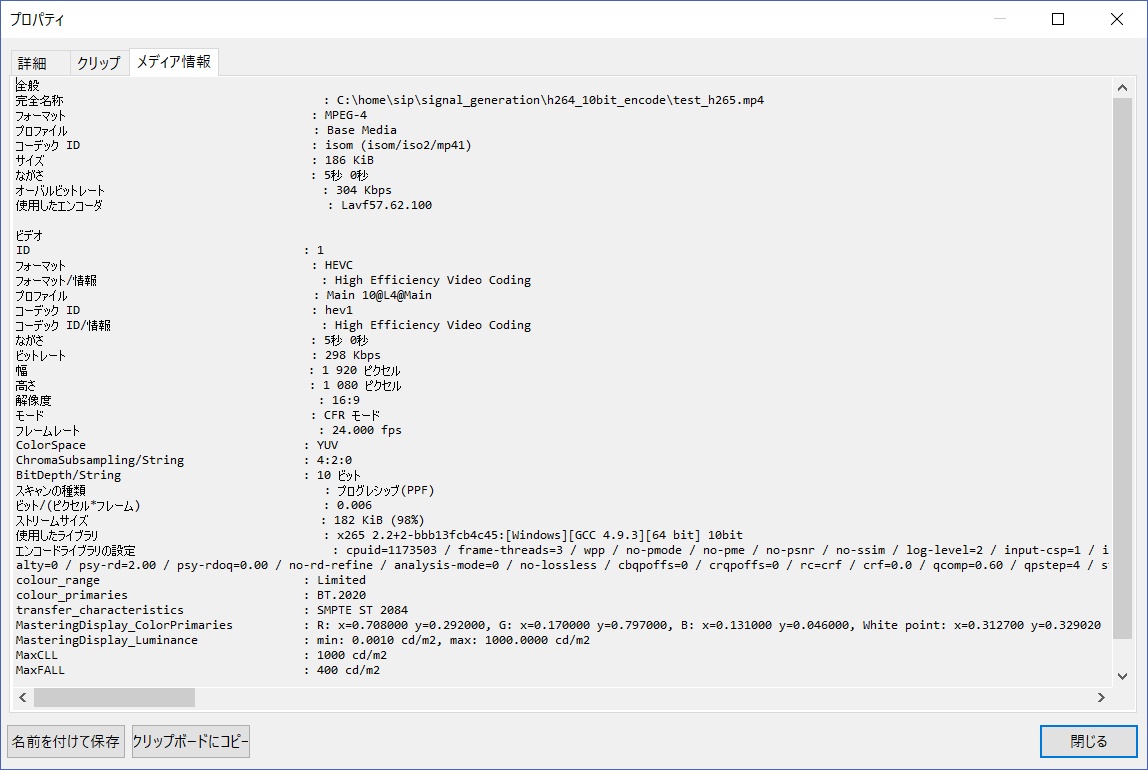 プロパティ
詳細 クリップ メディア情報
全般
完全名称 : C:\home\sip\signal_generation\h264_10bit_encode\test_h265.mp4
フォーマット : MPEG-4
プロファイル : Base Media
コーデック ID : isom (isom/iso2/mp41)
サイズ : 186 KiB
ながさ : 5秒 0秒
オーバルビットレート : 304 Kbps
使用したエンコーダ : Lavf57.62.100
ビデオ
ID : 1
フォーマット : HEVC
フォーマット/情報 : High Efficiency Video Coding
プロファイル : Main 10@L4@Main
コーデック ID : hev1
コーデック ID/情報 : High Efficiency Video Coding
ながさ : 5秒 0秒
ビットレート : 298 Kbps
幅 : 1 920 ピクセル
高さ : 1 080 ピクセル
解像度 : 16:9
モード : CFR モード
フレームレート : 24.000 fps
ColorSpace : YUV
ChromaSubsampling/String : 4:2:0
BitDepth/String : 10 ビット
スキャンの種類 : プログレシッブ(PPF)
ビット/(ピクセル*フレーム) : 0.006
ストリームサイズ : 182 KiB (98%)
使用したライブラリ : x265 2.2+2-bbb13fcb4c45:[Windows][GCC 4.9.3][64 bit] 10bit
エンコードライブラリの設定 : cpuid=1173503 / frame-threads=3 / wpp / no-pmode / no-pme / no-psnr / no-ssim / log-level=2 / input-csp=1 / i
alty=0 / psy-rd=2.00 / psy-rdoq=0.00 / no-rd-refine / analysis-mode=0 / no-lossless / cbqpoffs=0 / crqpoffs=0 / rc=crf / crf=0.0 / qcomp=0.60 / qpstep=4 / s
colour_range : Limited
colour_primaries : BT.2020
transfer_characteristics : SMPTE ST 2084
MasteringDisplay_ColorPrimaries : R: x=0.708000 y=0.292000, G: x=0.170000 y=0.797000, B: x=0.131000 y=0.046000, White point: x=0.312700 y=0.329020
MasteringDisplay_Luminance : min: 0.0010 cd/m2, max: 1000.0000 cd/m2
MaxCLL : 1000 cd/m2
MaxFALL : 400 cd/m2
名前を付けて保存 クリップボードにコピー 閉じる